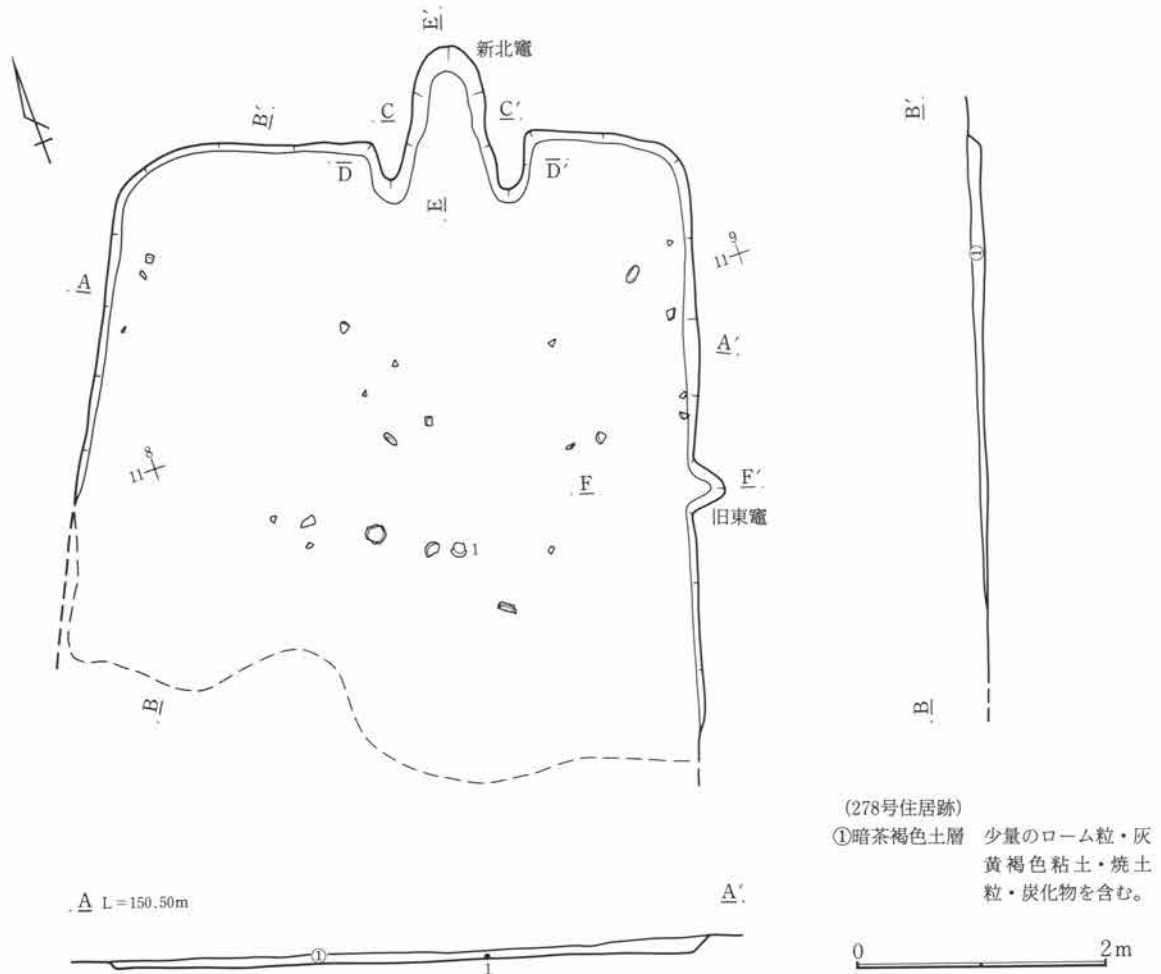 E′
新北竈
B′
C
C′
D
D′
E
B′
9
11
A
A′
①
8
11
F
F′
旧東竈
1
B
B
(278号住居跡)
①暗茶褐色土層 少量のローム粒・灰
黄褐色粘土・焼土
粒・炭化物を含む。
A L=150.50m
A′
①
1
0
2m